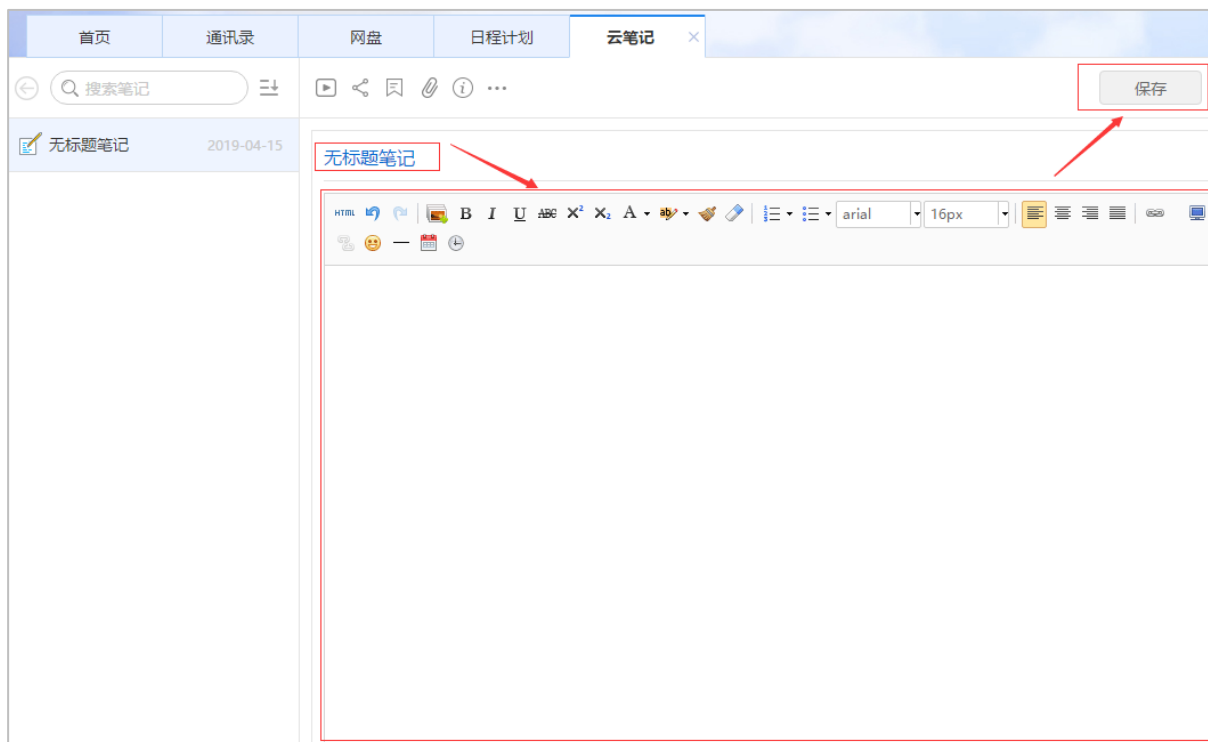 首页 通讯录 网盘 日程计划 云笔记
搜索笔记 保存
无标题笔记 2019-04-15
无标题笔记
HTML B I U ABC X² X₂ A ab arial 16px